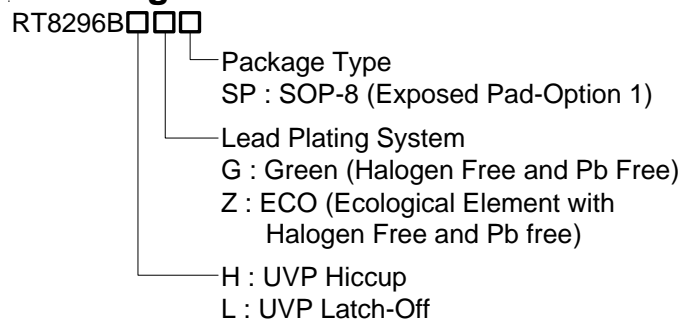 RT8296B□□□
Package Type
SP : SOP-8 (Exposed Pad-Option 1)
Lead Plating System
G : Green (Halogen Free and Pb Free)
Z : ECO (Ecological Element with
Halogen Free and Pb free)
H : UVP Hiccup
L : UVP Latch-Off